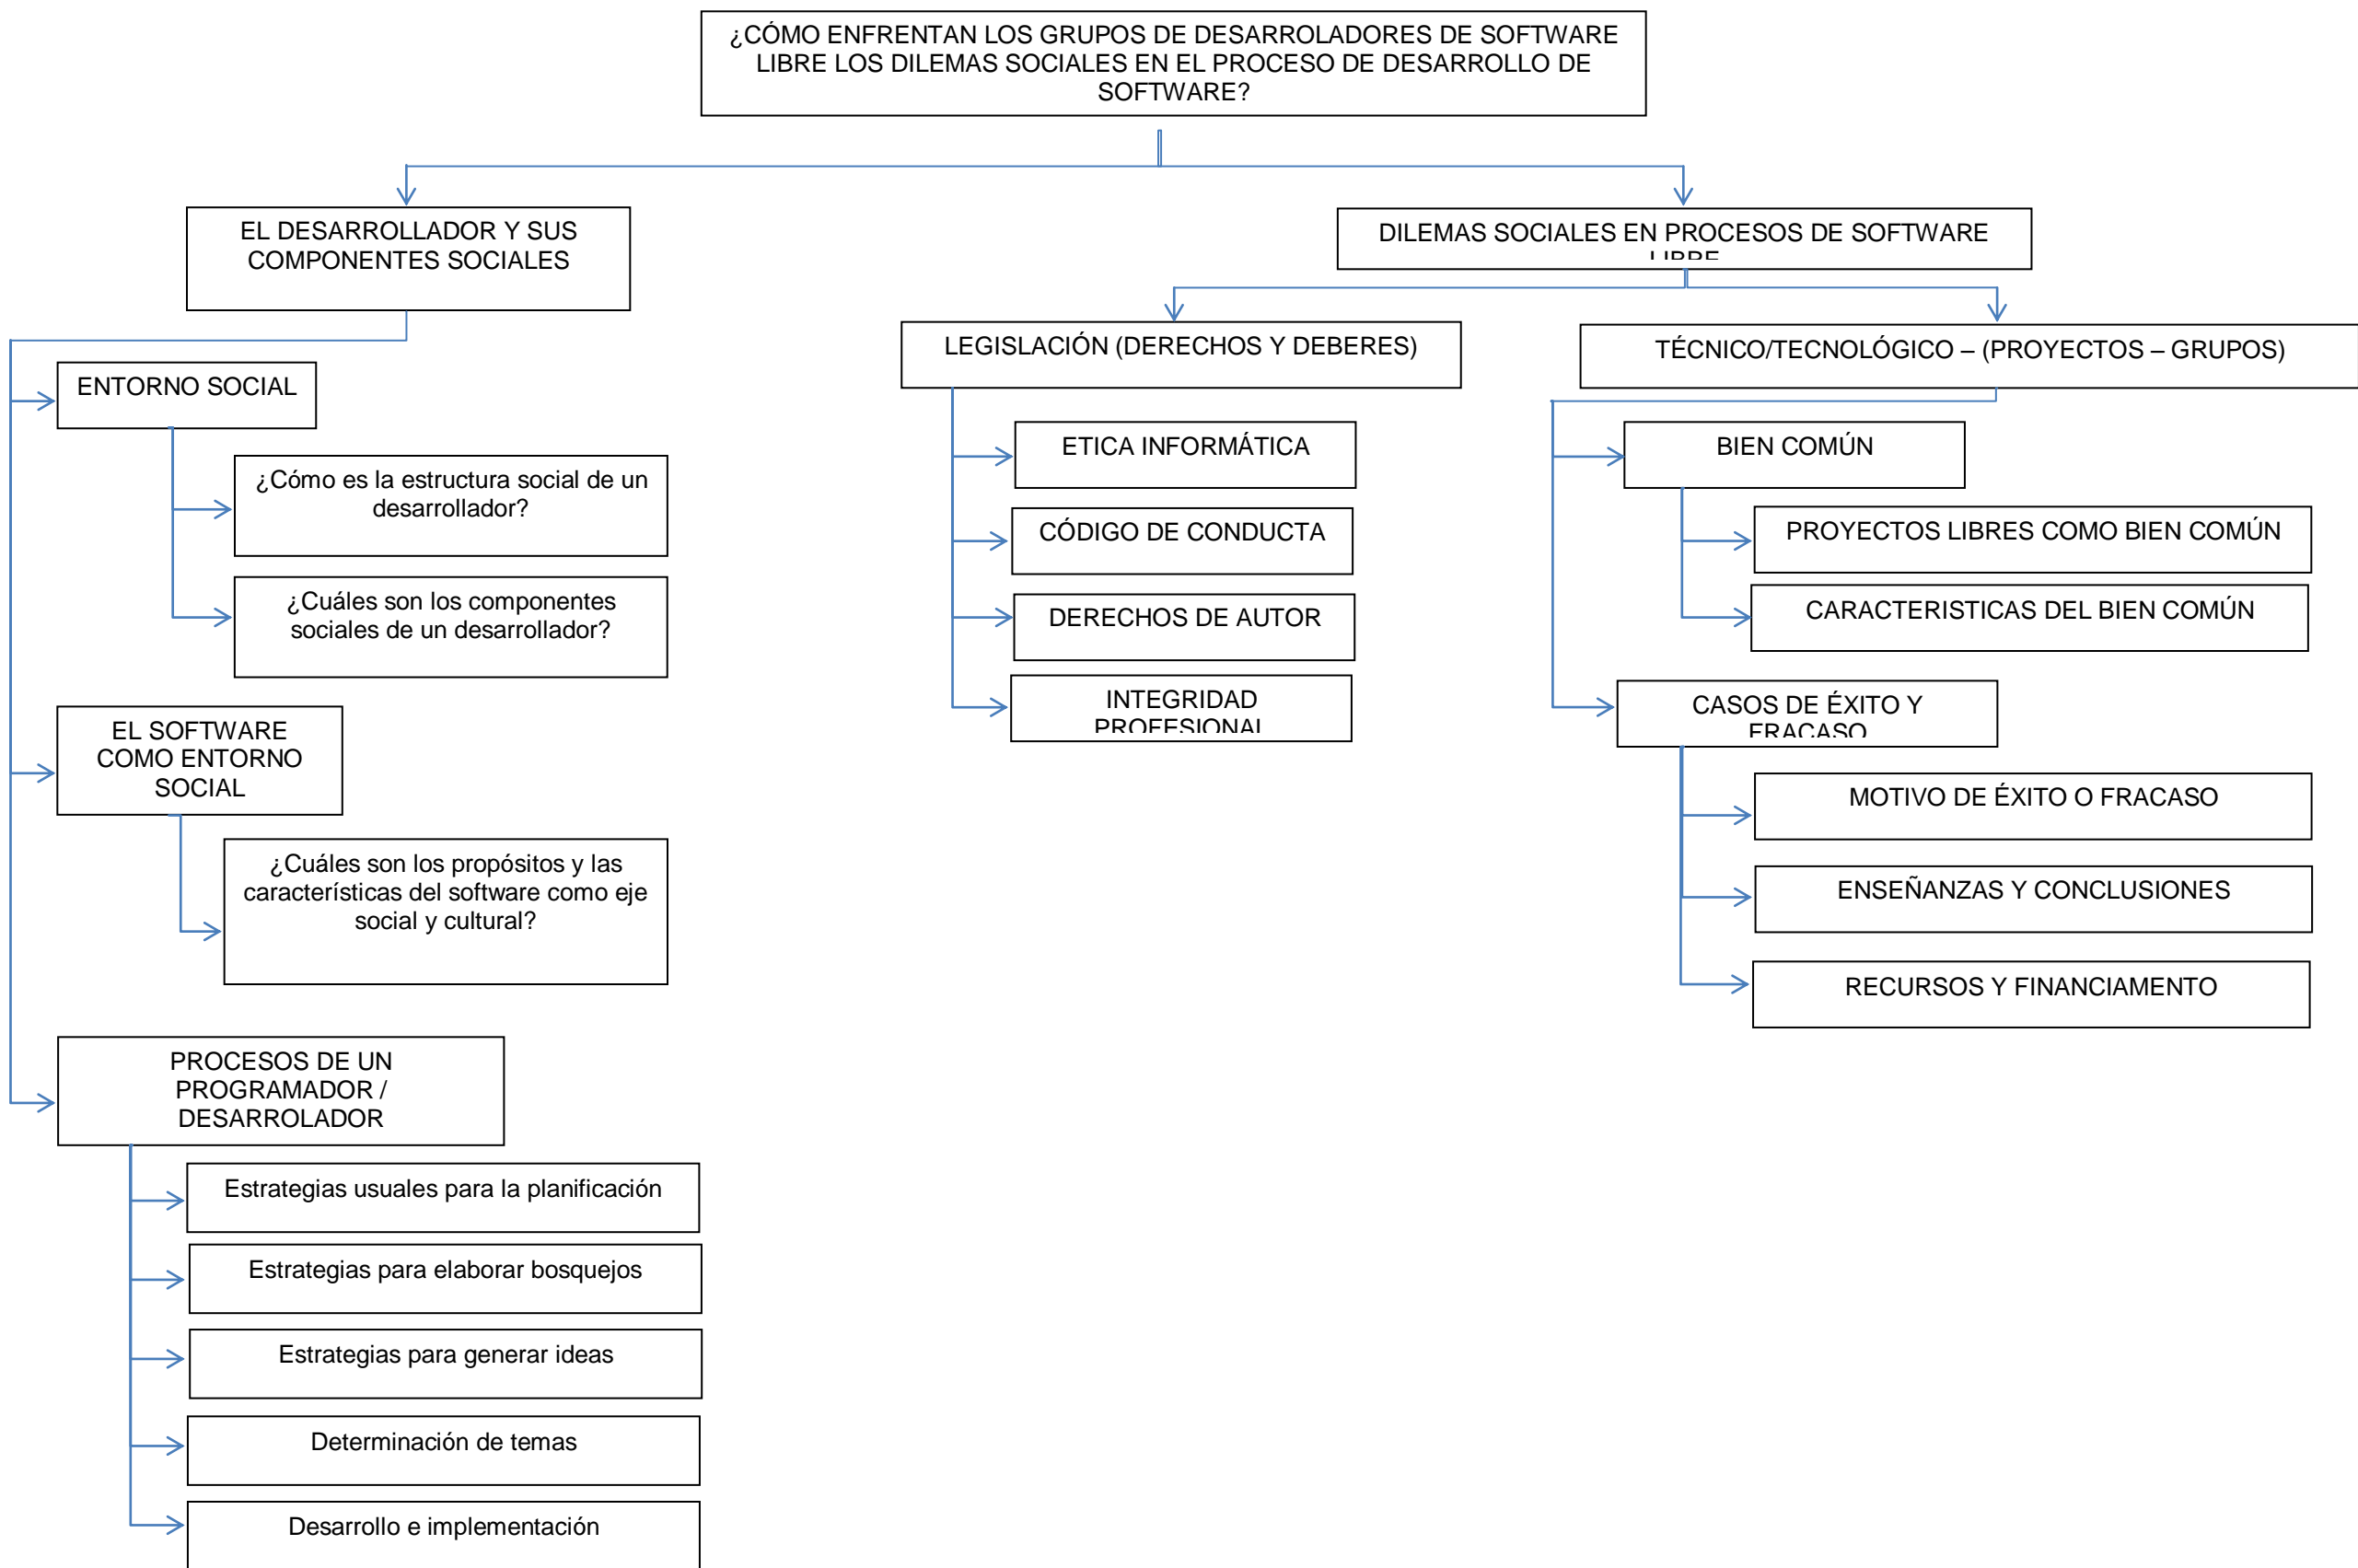 ¿CÓMO ENFRENTAN LOS GRUPOS DE DESARROLADORES DE SOFTWARE
LIBRE LOS DILEMAS SOCIALES EN EL PROCESO DE DESARROLLO DE
SOFTWARE?
EL DESARROLLADOR Y SUS
COMPONENTES SOCIALES
ENTORNO SOCIAL
¿Cómo es la estructura social de un
desarrollador?
¿Cuáles son los componentes
sociales de un desarrollador?
EL SOFTWARE
COMO ENTORNO
SOCIAL
¿Cuáles son los propósitos y las
característícas del software como eje
social y cultural?
PROCESOS DE UN
PROGRAMADOR /
DESARROLADOR
Estrategias usuales para la planificación
Estrategias para elaborar bosquejos
Estrategias para generar ideas
Determinación de temas
Desarrollo e implementación
DILEMAS SOCIALES EN PROCESOS DE SOFTWARE
LIBRE
LEGISLACIÓN (DERECHOS Y DEBERES)
ETICA INFORMÁTICA
CÓDIGO DE CONDUCTA
DERECHOS DE AUTOR
INTEGRIDAD
PROFESIONAL
TÉCNICO/TECNOLÓGICO – (PROYECTOS – GRUPOS)
BIEN COMÚN
PROYECTOS LIBRES COMO BIEN COMÚN
CARACTERISTICAS DEL BIEN COMÚN
CASOS DE ÉXITO Y
FRACASO
MOTIVO DE ÉXITO O FRACASO
ENSEÑANZAS Y CONCLUSIONES
RECURSOS Y FINANCIAMENTO